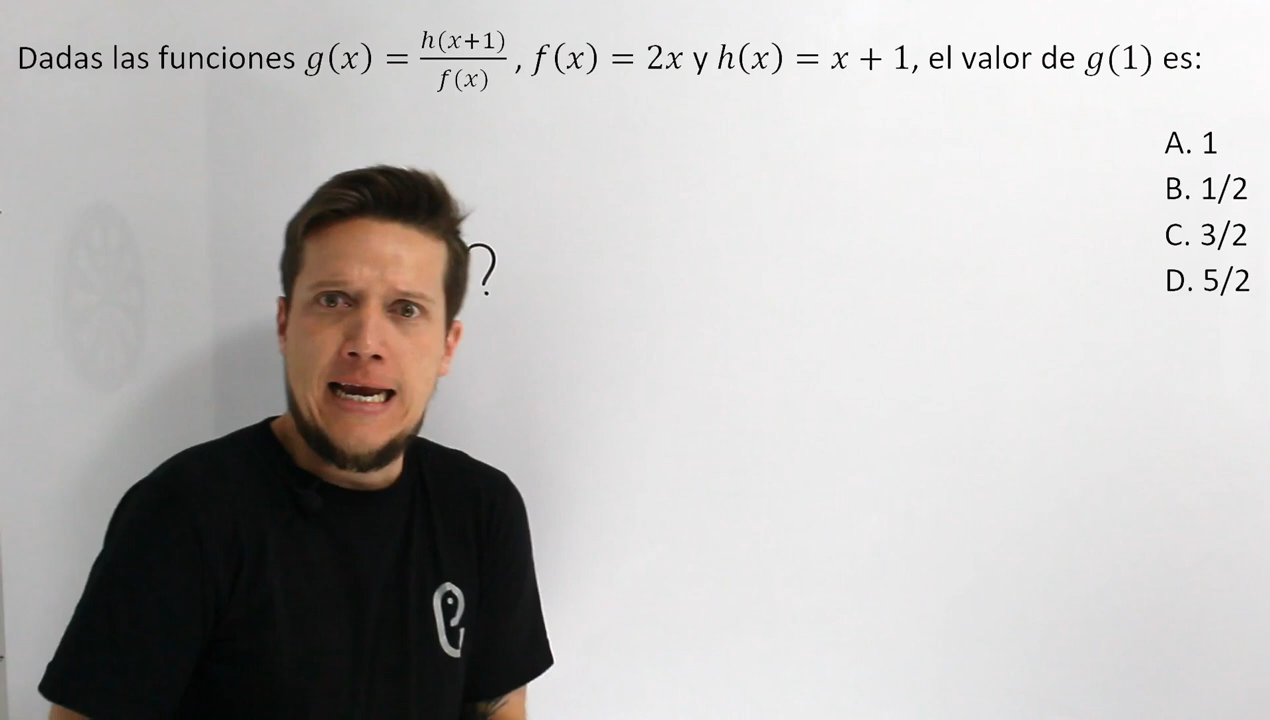 Dadas las funciones g(x) = h(x+1)/f(x), f(x) = 2x y h(x) = x + 1, el valor de g(1) es:
A. 1
B. 1/2
C. 3/2
D. 5/2
?